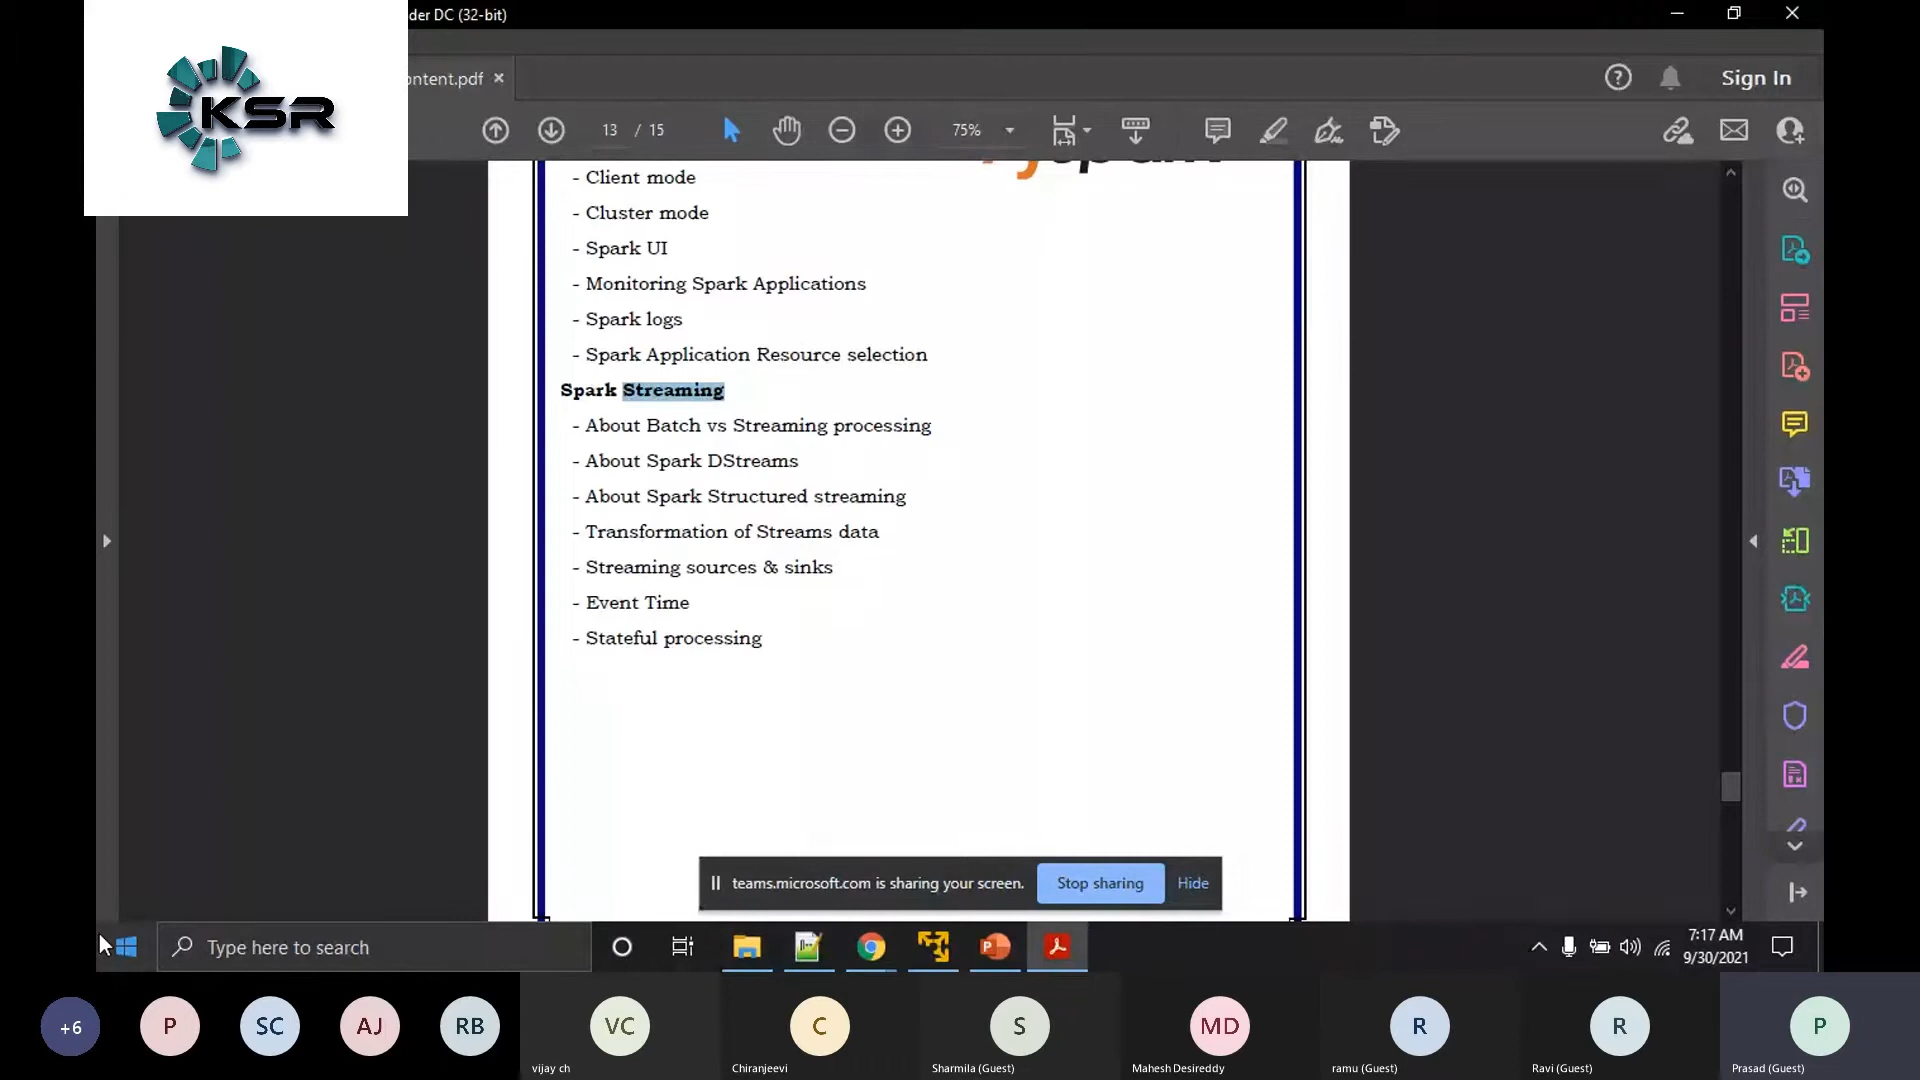 der DC (32-bit)
KSR
ontent.pdf
Sign In
13 / 15
75%
- Client mode
- Cluster mode
- Spark UI
- Monitoring Spark Applications
- Spark logs
- Spark Application Resource selection
Spark Streaming
- About Batch vs Streaming processing
- About Spark DStreams
- About Spark Structured streaming
- Transformation of Streams data
- Streaming sources & sinks
- Event Time
- Stateful processing
teams.microsoft.com is sharing your screen. Stop sharing Hide
Type here to search
7:17 AM
9/30/2021
+6 P SC AJ RB VC C S MD R R P
vijay ch Chiranjeevi Sharmila (Guest) Mahesh Desireddy ramu (Guest) Ravi (Guest) Prasad (Guest)